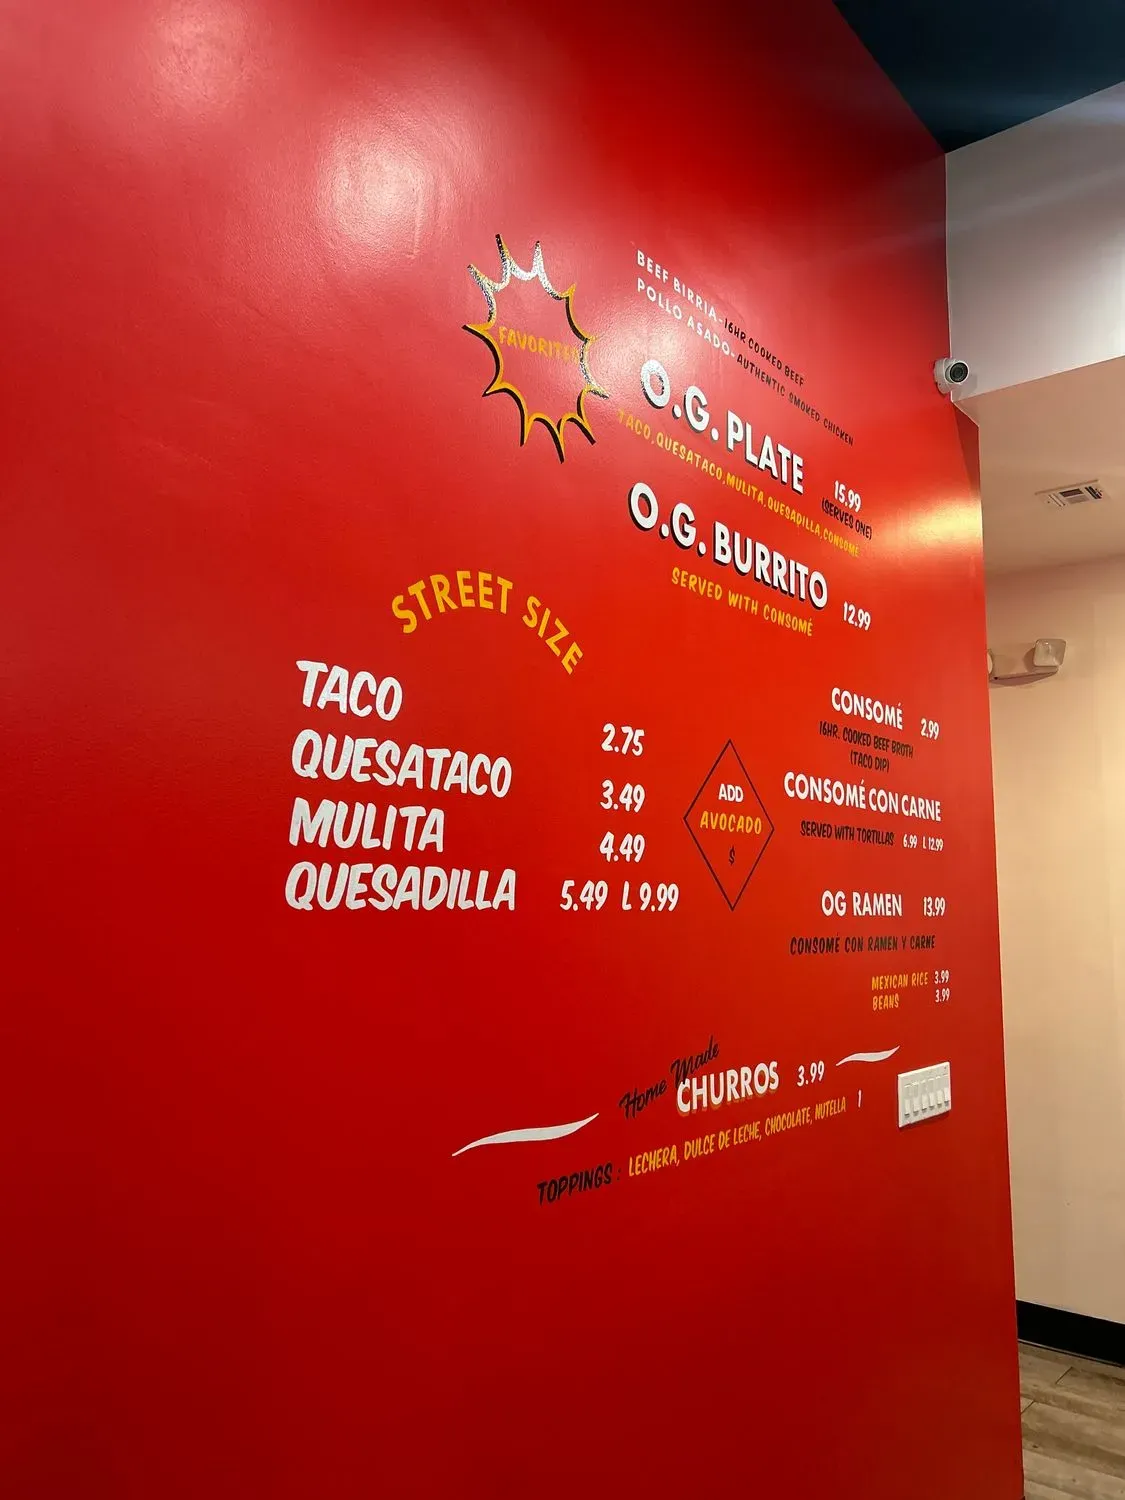 FAVORITES
BEEF BIRRIA-16HR COOKED BEEF
POLLO ASADO-AUTHENTIC SMOKED CHICKEN
O.G. PLATE 15.99
(SERVES ONE)
TACO, QUESATACO, MULITA, QUESADILLA, CONSOMÉ
O.G. BURRITO 12.99
SERVED WITH CONSOMÉ
STREET SIZE
TACO 2.75
QUESATACO 3.49
MULITA 4.49
QUESADILLA 5.49 L 9.99
ADD
AVOCADO
$
CONSOMÉ 2.99
16HR. COOKED BEEF BROTH
(TACO DIP)
CONSOMÉ CON CARNE
SERVED WITH TORTILLAS 6.99 L 12.99
OG RAMEN 13.99
CONSOMÉ CON RAMEN Y CARNE
MEXICAN RICE 3.99
BEANS 3.99
Home Made
CHURROS 3.99
TOPPINGS: LECHERA, DULCE DE LECHE, CHOCOLATE, NUTELLA 1